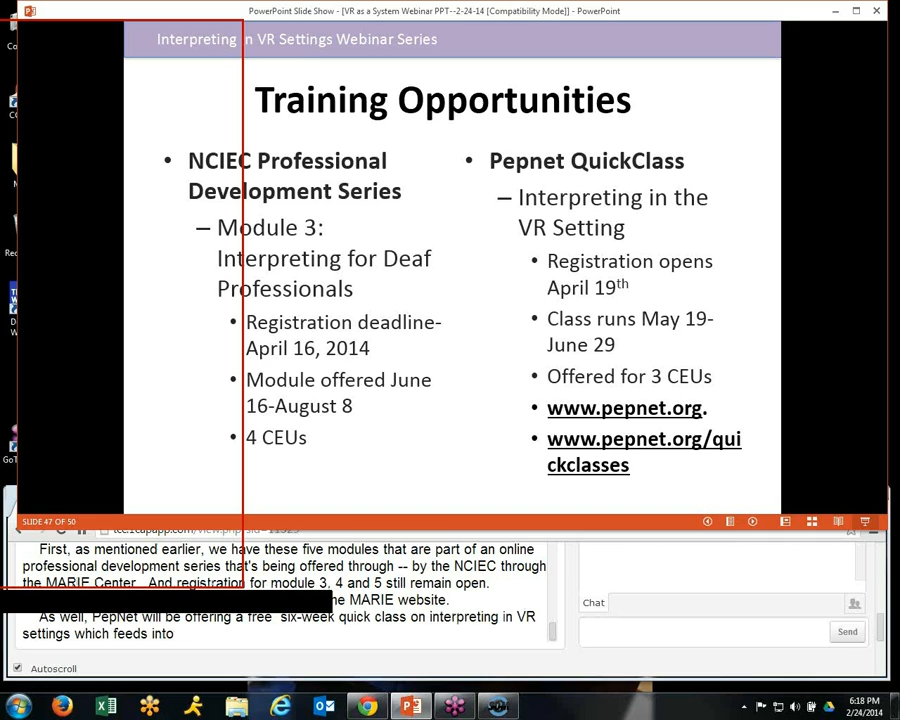 PowerPoint Slide Show - [VR as a System Webinar PPT--2-24-14 [Compatibility Mode]] - PowerPoint
Interpreting in VR Settings Webinar Series
Training Opportunities
• NCIEC Professional
Development Series
– Module 3:
Interpreting for Deaf
Professionals
• Registration deadline-
April 16, 2014
• Module offered June
16-August 8
• 4 CEUs
• Pepnet QuickClass
– Interpreting in the
VR Setting
• Registration opens
April 19th
• Class runs May 19-
June 29
• Offered for 3 CEUs
• www.pepnet.org.
• www.pepnet.org/qui
ckclasses
SLIDE 47 OF 50
First, as mentioned earlier, we have these five modules that are part of an online
professional development series that's being offered through -- by the NCIEC through
the MARIE Center. And registration for module 3, 4 and 5 still remain open.
MARIE website.
As well, PepNet will be offering a free six-week quick class on interpreting in VR
settings which feeds into
Autoscroll
Chat
Send
6:18 PM
2/24/2014